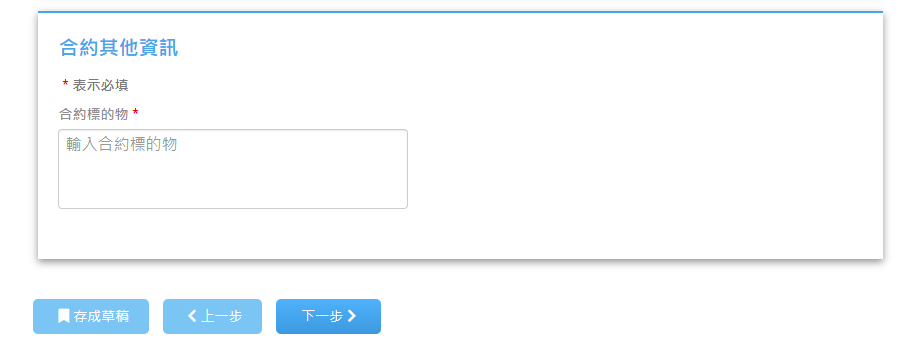 合約其他資訊
* 表示必填
合約標的物 *
輸入合約標的物
存成草稿 上一步 下一步